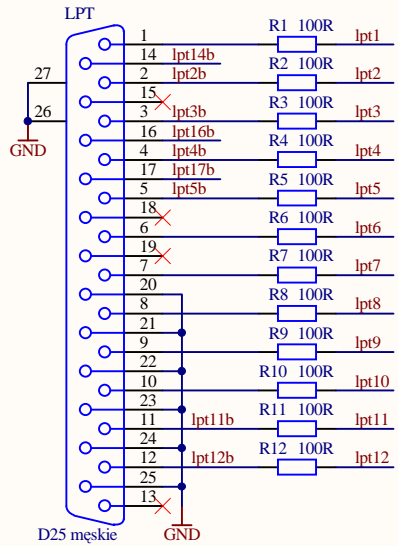 LPT
1 R1 100R lpt1
14 lpt14b
27 2 lpt2b R2 100R lpt2
15
26 3 lpt3b R3 100R lpt3
16 lpt16b
GND 4 lpt4b R4 100R lpt4
17 lpt17b
5 lpt5b R5 100R lpt5
18
6 R6 100R lpt6
19
7 R7 100R lpt7
20
8 R8 100R lpt8
21
9 R9 100R lpt9
22
10 R10 100R lpt10
23
11 lpt11b R11 100R lpt11
24
12 lpt12b R12 100R lpt12
25
13
D25 męskie GND